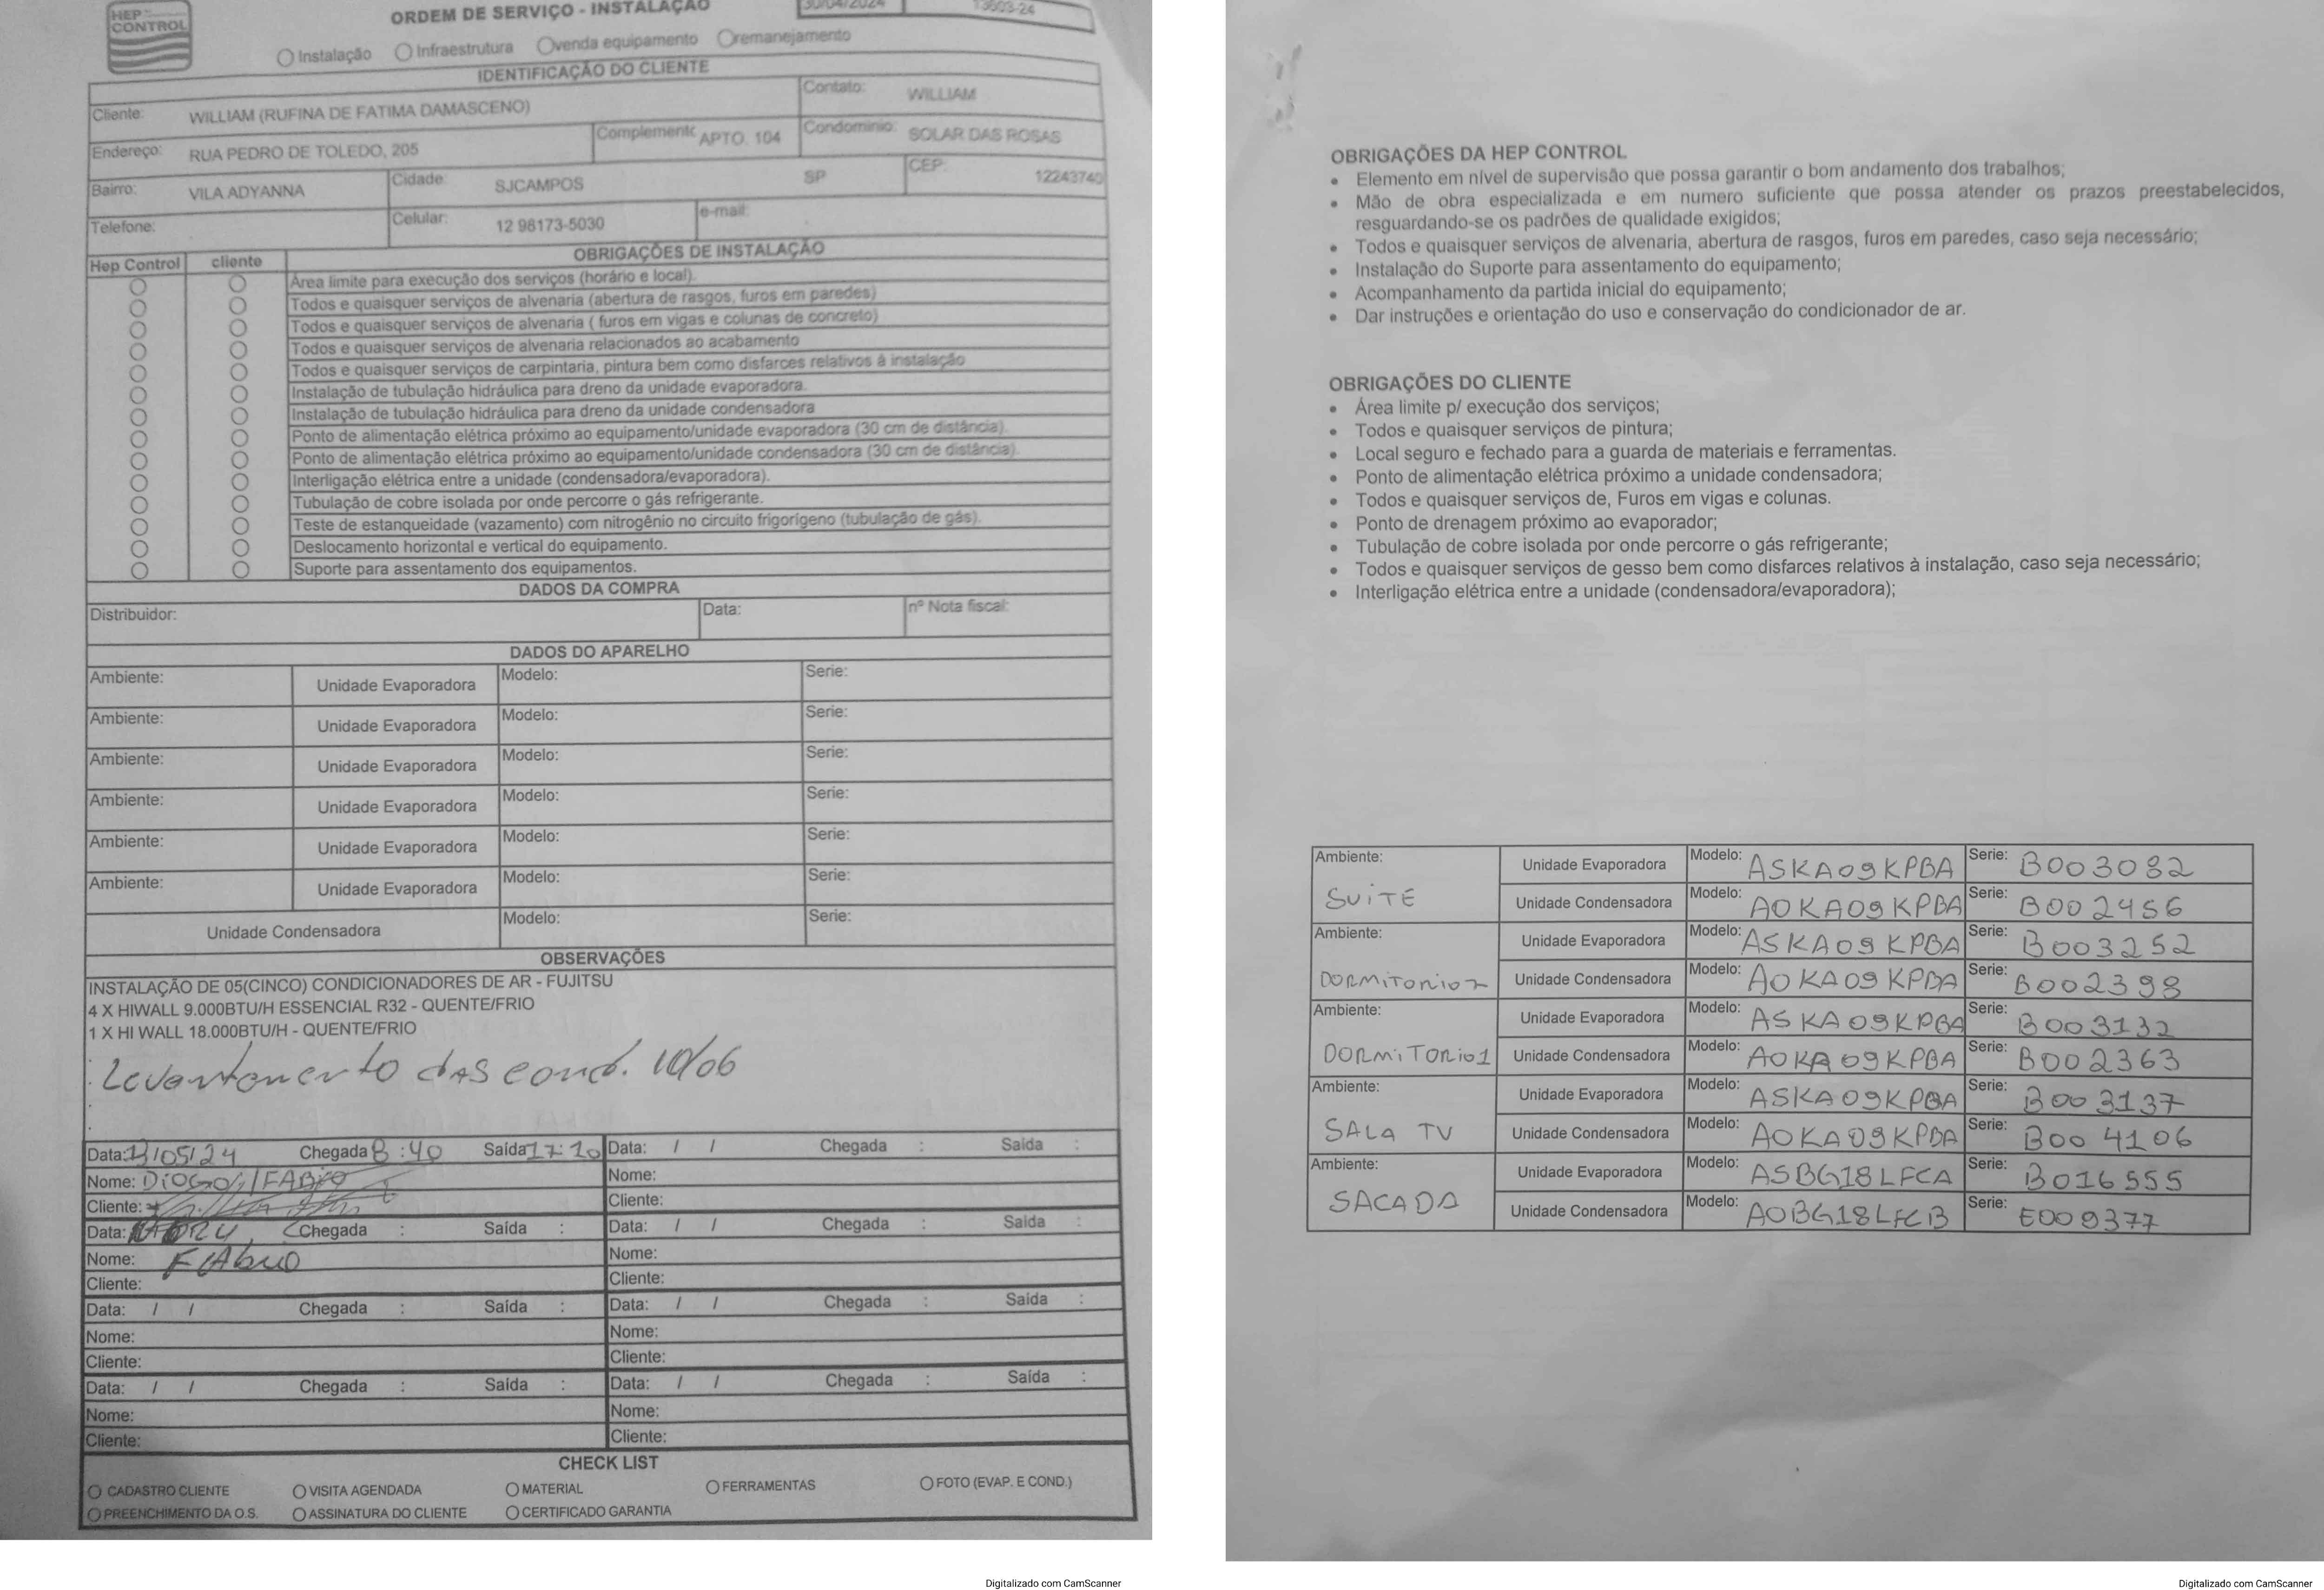 HEP
CONTROL
ORDEM DE SERVIÇO - INSTALAÇÃO
30/04/2024
13603-24
Instalação Infraestrutura venda equipamento remanejamento
IDENTIFICAÇÃO DO CLIENTE
Cliente: WILLIAM (RUFINA DE FATIMA DAMASCENO) Contato: WILLIAM
Endereço: RUA PEDRO DE TOLEDO, 205 Complemento APTO. 104 Condominio: SOLAR DAS ROSAS
Bairro: VILA ADYANNA Cidade: SJCAMPOS SP CEP: 12243740
Telefone: Celular: 12 98173-5030 e-mail:
Hep Control cliente OBRIGAÇÕES DE INSTALAÇÃO
Área limite para execução dos serviços (horário e local).
Todos e quaisquer serviços de alvenaria (abertura de rasgos, furos em paredes)
Todos e quaisquer serviços de alvenaria ( furos em vigas e colunas de concreto)
Todos e quaisquer serviços de alvenaria relacionados ao acabamento
Todos e quaisquer serviços de carpintaria, pintura bem como disfarces relativos à instalação
Instalação de tubulação hidráulica para dreno da unidade evaporadora.
Instalação de tubulação hidráulica para dreno da unidade condensadora
Ponto de alimentação elétrica próximo ao equipamento/unidade evaporadora (30 cm de distância).
Ponto de alimentação elétrica próximo ao equipamento/unidade condensadora (30 cm de distância).
Interligação elétrica entre a unidade (condensadora/evaporadora).
Tubulação de cobre isolada por onde percorre o gás refrigerante.
Teste de estanqueidade (vazamento) com nitrogênio no circuito frigorígeno (tubulação de gás).
Deslocamento horizontal e vertical do equipamento.
Suporte para assentamento dos equipamentos.
DADOS DA COMPRA
Distribuidor: Data: nº Nota fiscal:
DADOS DO APARELHO
Ambiente: Unidade Evaporadora Modelo: Serie:
Ambiente: Unidade Evaporadora Modelo: Serie:
Ambiente: Unidade Evaporadora Modelo: Serie:
Ambiente: Unidade Evaporadora Modelo: Serie:
Ambiente: Unidade Evaporadora Modelo: Serie:
Ambiente: Unidade Evaporadora Modelo: Serie:
Unidade Condensadora Modelo: Serie:
OBSERVAÇÕES
INSTALAÇÃO DE 05(CINCO) CONDICIONADORES DE AR - FUJITSU
4 X HIWALL 9.000BTU/H ESSENCIAL R32 - QUENTE/FRIO
1 X HI WALL 18.000BTU/H - QUENTE/FRIO
Levantamento das cond. 10/06
Data: 13/05/24 Chegada 8:40 Saída 17:20 Data: / / Chegada : Saída :
Nome: DIOGO/FABIO Nome:
Cliente: Cliente:
Data: Chegada : Saída : Data: / / Chegada : Saída :
Nome: FABIO Nome:
Cliente: Cliente:
Data: / / Chegada : Saída : Data: / / Chegada : Saída :
Nome: Nome:
Cliente: Cliente:
Data: / / Chegada : Saída : Data: / / Chegada : Saída :
Nome: Nome:
Cliente: Cliente:
CHECK LIST
CADASTRO CLIENTE VISITA AGENDADA MATERIAL FERRAMENTAS FOTO (EVAP. E COND.)
PREENCHIMENTO DA O.S. ASSINATURA DO CLIENTE CERTIFICADO GARANTIA
Digitalizado com CamScanner
OBRIGAÇÕES DA HEP CONTROL
• Elemento em nível de supervisão que possa garantir o bom andamento dos trabalhos;
• Mão de obra especializada e em numero suficiente que possa atender os prazos preestabelecidos,
resguardando-se os padrões de qualidade exigidos;
• Todos e quaisquer serviços de alvenaria, abertura de rasgos, furos em paredes, caso seja necessário;
• Instalação do Suporte para assentamento do equipamento;
• Acompanhamento da partida inicial do equipamento;
• Dar instruções e orientação do uso e conservação do condicionador de ar.
OBRIGAÇÕES DO CLIENTE
• Área limite p/ execução dos serviços;
• Todos e quaisquer serviços de pintura;
• Local seguro e fechado para a guarda de materiais e ferramentas.
• Ponto de alimentação elétrica próximo a unidade condensadora;
• Todos e quaisquer serviços de, Furos em vigas e colunas.
• Ponto de drenagem próximo ao evaporador;
• Tubulação de cobre isolada por onde percorre o gás refrigerante;
• Todos e quaisquer serviços de gesso bem como disfarces relativos à instalação, caso seja necessário;
• Interligação elétrica entre a unidade (condensadora/evaporadora);
Ambiente: SUITE Unidade Evaporadora Modelo: ASKA09KPBA Serie: B003082
Unidade Condensadora Modelo: AOKA09KPBA Serie: B002456
Ambiente: DORMITORIO 2 Unidade Evaporadora Modelo: ASKA09KPBA Serie: B003252
Unidade Condensadora Modelo: AOKA09KPBA Serie: B002398
Ambiente: DORMITORIO 1 Unidade Evaporadora Modelo: ASKA09KPBA Serie: B003132
Unidade Condensadora Modelo: AOKA09KPBA Serie: B002363
Ambiente: SALA TV Unidade Evaporadora Modelo: ASKA09KPBA Serie: B003137
Unidade Condensadora Modelo: AOKA09KPBA Serie: B004106
Ambiente: SACADA Unidade Evaporadora Modelo: ASBG18LFCA Serie: B016555
Unidade Condensadora Modelo: AOBG18LFCB Serie: E009377
Digitalizado com CamScanner